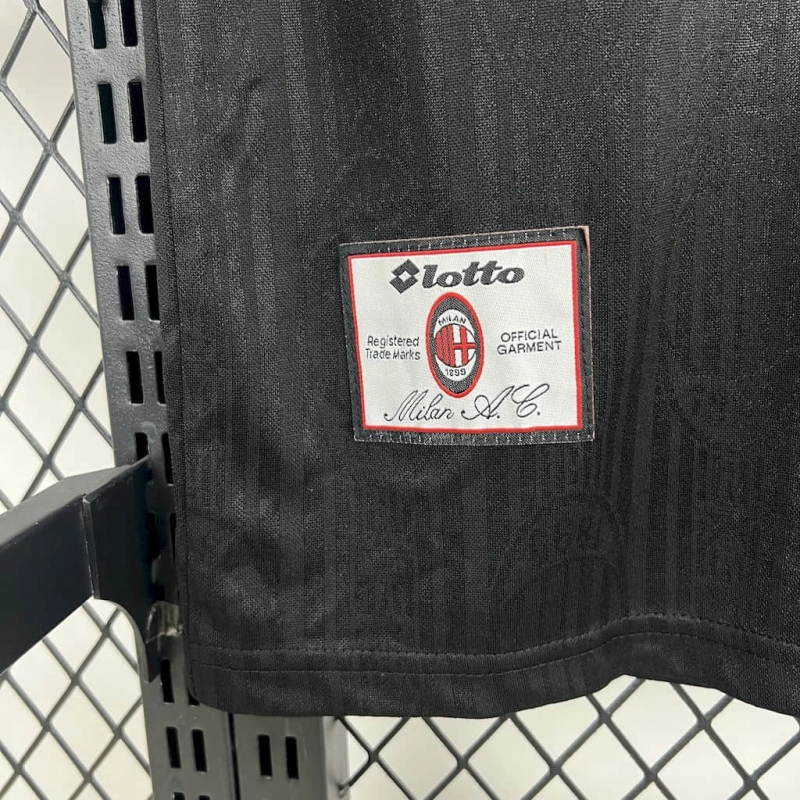 lotto
Registered
Trade Marks
MILAN
1899
OFFICIAL
GARMENT
Milan A.C.